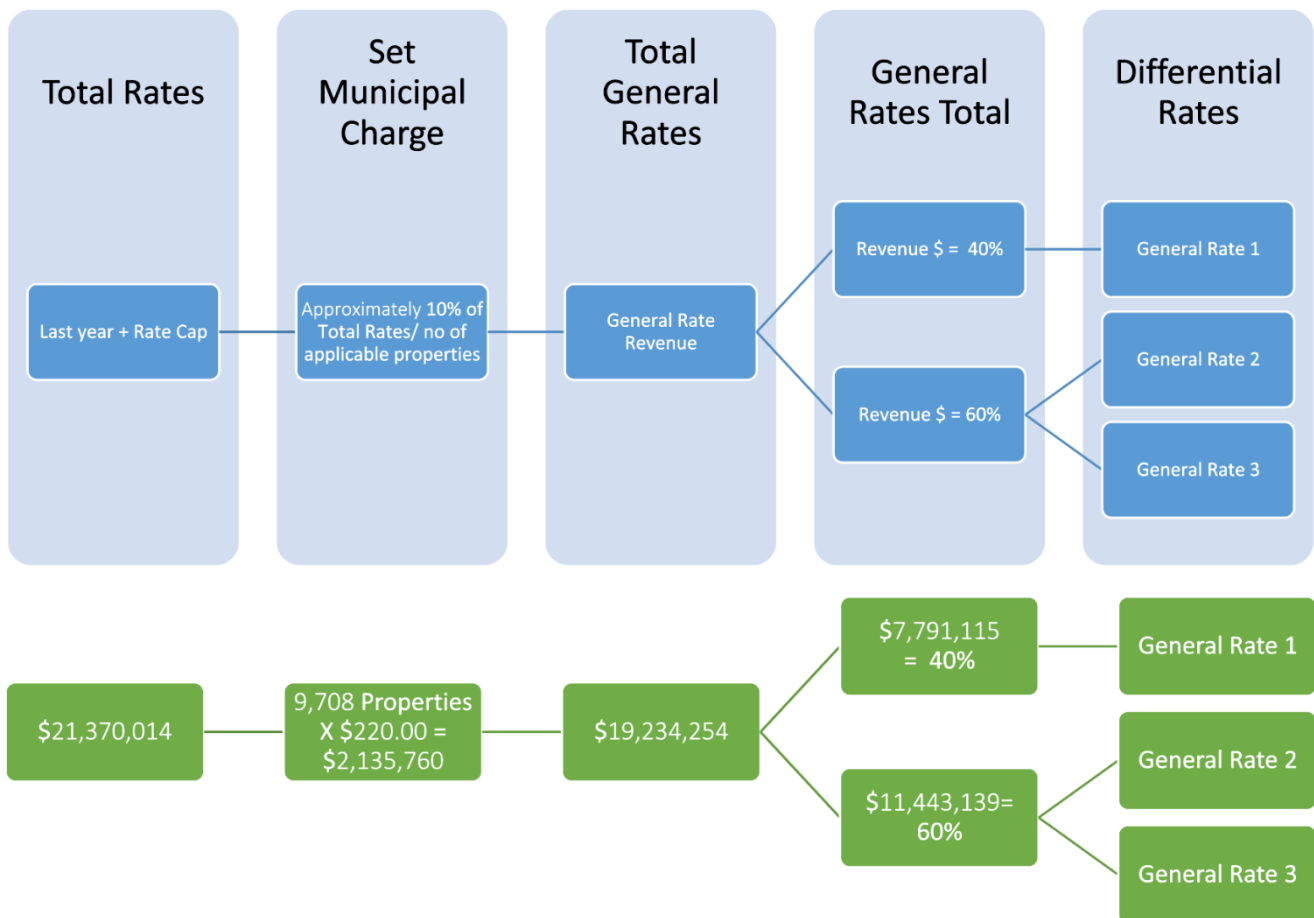 Total Rates
Set
Municipal
Charge
Total
General
Rates
General
Rates Total
Differential
Rates
Last year + Rate Cap
Approximately 10% of
Total Rates/ no of
applicable properties
General Rate
Revenue
Revenue $ =  40%
Revenue $ = 60%
General Rate 1
General Rate 2
General Rate 3
$21,370,014
9,708 Properties
X $220.00 =
$2,135,760
$19,234,254
$7,791,115
= 40%
$11,443,139=
60%
General Rate 1
General Rate 2
General Rate 3